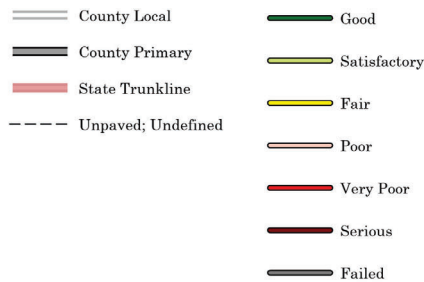 County Local
County Primary
State Trunkline
Unpaved; Undefined
Good
Satisfactory
Fair
Poor
Very Poor
Serious
Failed